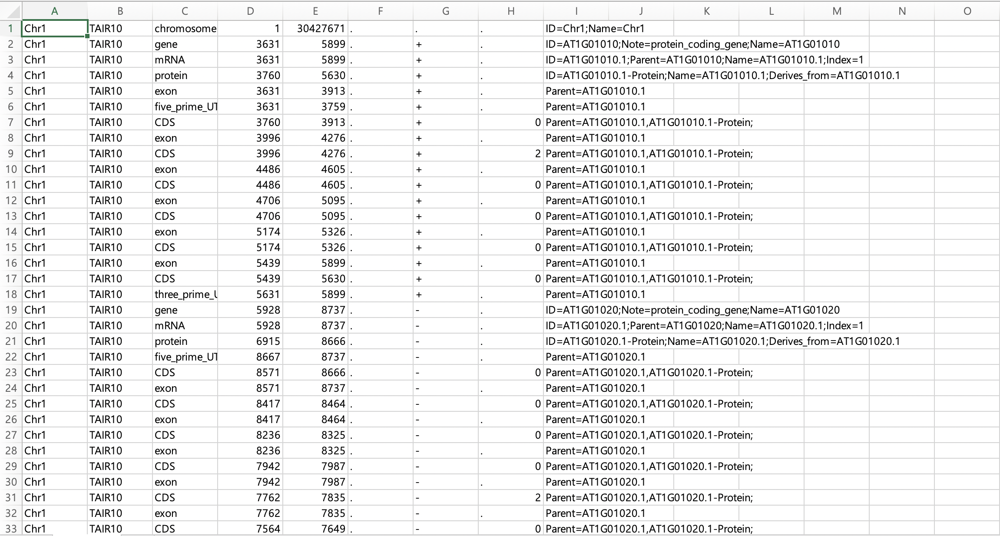 A B C D E F G H I J K L M N O
1 Chr1 TAIR10 chromosome 1 30427671 . . . ID=Chr1;Name=Chr1
2 Chr1 TAIR10 gene 3631 5899 . + . ID=AT1G01010;Note=protein_coding_gene;Name=AT1G01010
3 Chr1 TAIR10 mRNA 3631 5899 . + . ID=AT1G01010.1;Parent=AT1G01010;Name=AT1G01010.1;Index=1
4 Chr1 TAIR10 protein 3760 5630 . + . ID=AT1G01010.1-Protein;Name=AT1G01010.1;Derives_from=AT1G01010.1
5 Chr1 TAIR10 exon 3631 3913 . + . Parent=AT1G01010.1
6 Chr1 TAIR10 five_prime_UT 3631 3759 . + . Parent=AT1G01010.1
7 Chr1 TAIR10 CDS 3760 3913 . + 0 Parent=AT1G01010.1,AT1G01010.1-Protein;
8 Chr1 TAIR10 exon 3996 4276 . + . Parent=AT1G01010.1
9 Chr1 TAIR10 CDS 3996 4276 . + 2 Parent=AT1G01010.1,AT1G01010.1-Protein;
10 Chr1 TAIR10 exon 4486 4605 . + . Parent=AT1G01010.1
11 Chr1 TAIR10 CDS 4486 4605 . + 0 Parent=AT1G01010.1,AT1G01010.1-Protein;
12 Chr1 TAIR10 exon 4706 5095 . + . Parent=AT1G01010.1
13 Chr1 TAIR10 CDS 4706 5095 . + 0 Parent=AT1G01010.1,AT1G01010.1-Protein;
14 Chr1 TAIR10 exon 5174 5326 . + . Parent=AT1G01010.1
15 Chr1 TAIR10 CDS 5174 5326 . + 0 Parent=AT1G01010.1,AT1G01010.1-Protein;
16 Chr1 TAIR10 exon 5439 5899 . + . Parent=AT1G01010.1
17 Chr1 TAIR10 CDS 5439 5630 . + 0 Parent=AT1G01010.1,AT1G01010.1-Protein;
18 Chr1 TAIR10 three_prime_U 5631 5899 . + . Parent=AT1G01010.1
19 Chr1 TAIR10 gene 5928 8737 . - . ID=AT1G01020;Note=protein_coding_gene;Name=AT1G01020
20 Chr1 TAIR10 mRNA 5928 8737 . - . ID=AT1G01020.1;Parent=AT1G01020;Name=AT1G01020.1;Index=1
21 Chr1 TAIR10 protein 6915 8666 . - . ID=AT1G01020.1-Protein;Name=AT1G01020.1;Derives_from=AT1G01020.1
22 Chr1 TAIR10 five_prime_UT 8667 8737 . - . Parent=AT1G01020.1
23 Chr1 TAIR10 CDS 8571 8666 . - 0 Parent=AT1G01020.1,AT1G01020.1-Protein;
24 Chr1 TAIR10 exon 8571 8737 . - . Parent=AT1G01020.1
25 Chr1 TAIR10 CDS 8417 8464 . - 0 Parent=AT1G01020.1,AT1G01020.1-Protein;
26 Chr1 TAIR10 exon 8417 8464 . - . Parent=AT1G01020.1
27 Chr1 TAIR10 CDS 8236 8325 . - 0 Parent=AT1G01020.1,AT1G01020.1-Protein;
28 Chr1 TAIR10 exon 8236 8325 . - . Parent=AT1G01020.1
29 Chr1 TAIR10 CDS 7942 7987 . - 0 Parent=AT1G01020.1,AT1G01020.1-Protein;
30 Chr1 TAIR10 exon 7942 7987 . - . Parent=AT1G01020.1
31 Chr1 TAIR10 CDS 7762 7835 . - 2 Parent=AT1G01020.1,AT1G01020.1-Protein;
32 Chr1 TAIR10 exon 7762 7835 . - . Parent=AT1G01020.1
33 Chr1 TAIR10 CDS 7564 7649 . - 0 Parent=AT1G01020.1,AT1G01020.1-Protein;